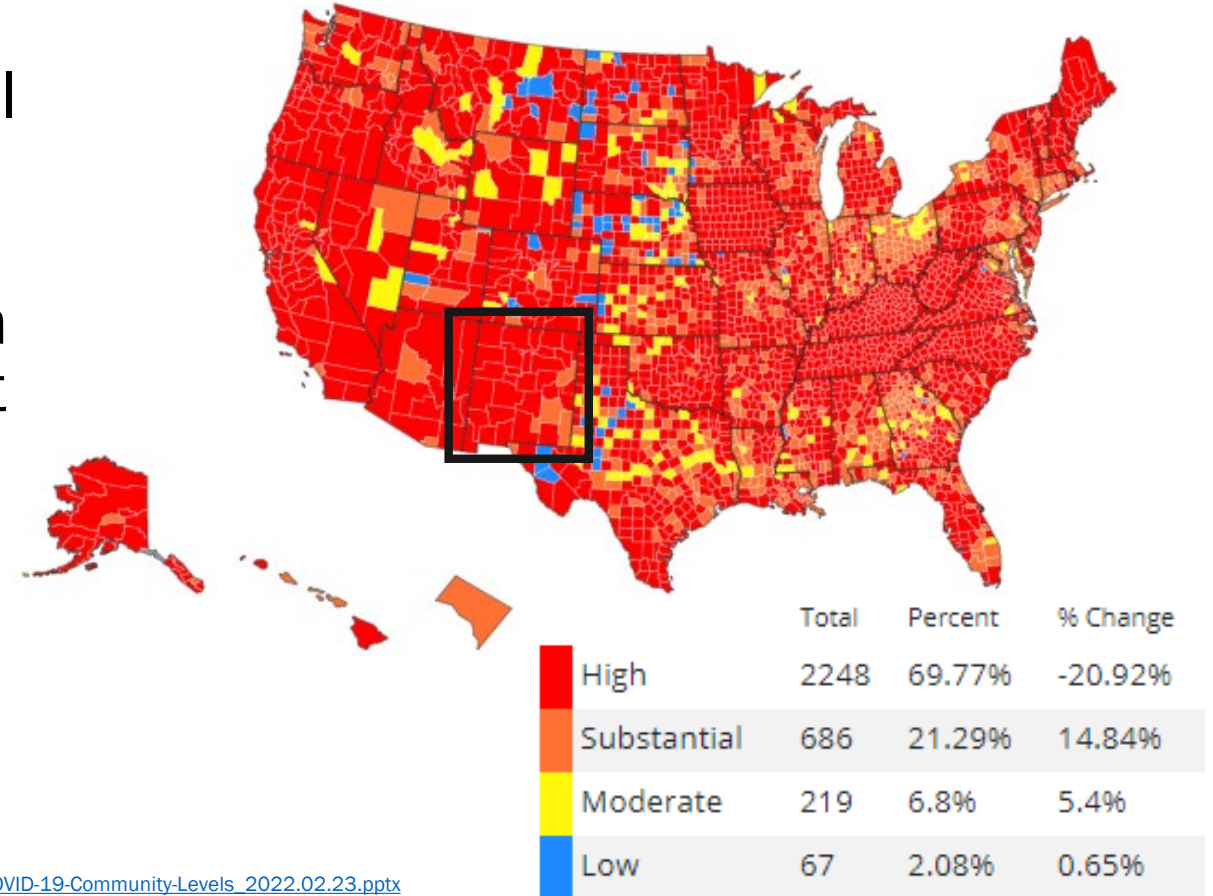 l
n
t
Total Percent % Change
High 2248 69.77% -20.92%
Substantial 686 21.29% 14.84%
Moderate 219 6.8% 5.4%
Low 67 2.08% 0.65%
OVID-19-Community-Levels_2022.02.23.pptx